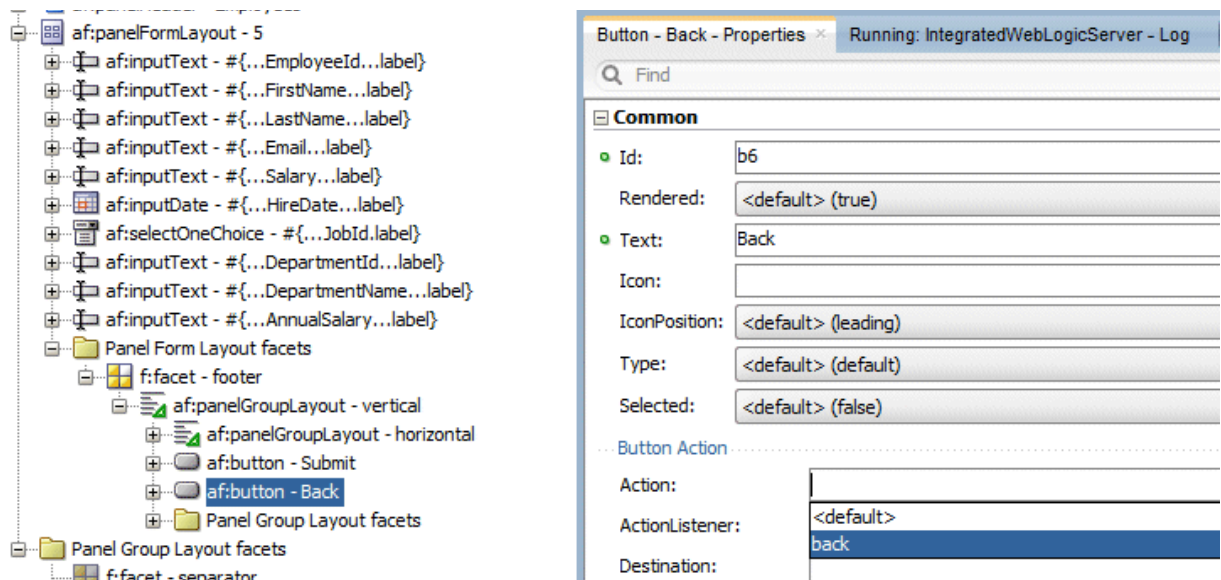 af:panelFormLayout - 5
af:inputText - #{...EmployeeId...label}
af:inputText - #{...FirstName...label}
af:inputText - #{...LastName...label}
af:inputText - #{...Email...label}
af:inputText - #{...Salary...label}
af:inputDate - #{...HireDate...label}
af:selectOneChoice - #{...JobId.label}
af:inputText - #{...DepartmentId...label}
af:inputText - #{...DepartmentName...label}
af:inputText - #{...AnnualSalary...label}
Panel Form Layout facets
f:facet - footer
af:panelGroupLayout - vertical
af:panelGroupLayout - horizontal
af:button - Submit
af:button - Back
Panel Group Layout facets
Panel Group Layout facets
f:facet - separator
Button - Back - Properties
Running: IntegratedWebLogicServer - Log
Find
Common
Id: b6
Rendered: <default> (true)
Text: Back
Icon:
IconPosition: <default> (leading)
Type: <default> (default)
Selected: <default> (false)
Button Action
Action:
<default>
ActionListener:
back
Destination: